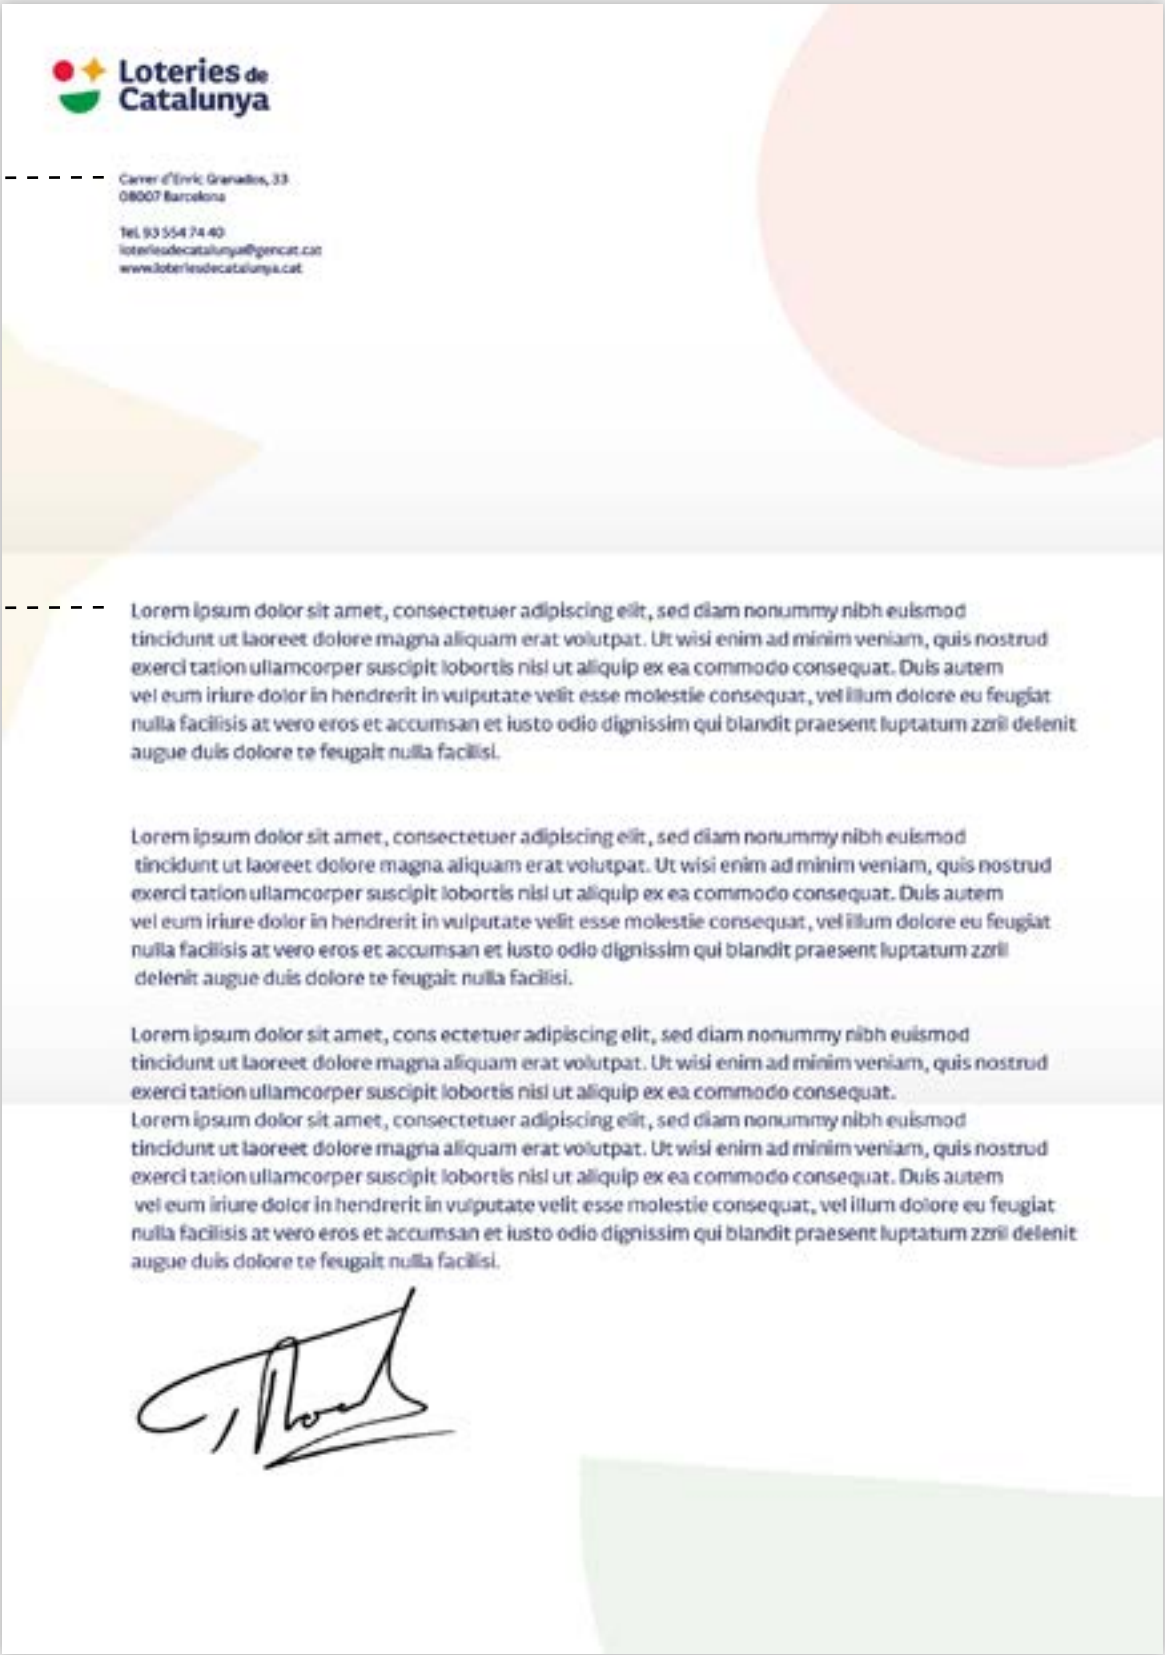 Loteries de
Catalunya
Carrer d'Enric Granados, 33
08007 Barcelona
Tel. 93 554 74 40
loteriesdecatalunya@gencat.cat
www.loteriesdecatalunya.cat
Lorem ipsum dolor sit amet, consectetuer adipiscing elit, sed diam nonummy nibh euismod
tincidunt ut laoreet dolore magna aliquam erat volutpat. Ut wisi enim ad minim veniam, quis nostrud
exerci tation ullamcorper suscipit lobortis nisl ut aliquip ex ea commodo consequat. Duis autem
vel eum iriure dolor in hendrerit in vulputate velit esse molestie consequat, vel illum dolore eu feugiat
nulla facilisis at vero eros et accumsan et iusto odio dignissim qui blandit praesent luptatum zzril delenit
augue duis dolore te feugait nulla facilisi.
Lorem ipsum dolor sit amet, consectetuer adipiscing elit, sed diam nonummy nibh euismod
tincidunt ut laoreet dolore magna aliquam erat volutpat. Ut wisi enim ad minim veniam, quis nostrud
exerci tation ullamcorper suscipit lobortis nisl ut aliquip ex ea commodo consequat. Duis autem
vel eum iriure dolor in hendrerit in vulputate velit esse molestie consequat, vel illum dolore eu feugiat
nulla facilisis at vero eros et accumsan et iusto odio dignissim qui blandit praesent luptatum zzril
delenit augue duis dolore te feugait nulla facilisi.
Lorem ipsum dolor sit amet, cons ectetuer adipiscing elit, sed diam nonummy nibh euismod
tincidunt ut laoreet dolore magna aliquam erat volutpat. Ut wisi enim ad minim veniam, quis nostrud
exerci tation ullamcorper suscipit lobortis nisl ut aliquip ex ea commodo consequat.
Lorem ipsum dolor sit amet, consectetuer adipiscing elit, sed diam nonummy nibh euismod
tincidunt ut laoreet dolore magna aliquam erat volutpat. Ut wisi enim ad minim veniam, quis nostrud
exerci tation ullamcorper suscipit lobortis nisl ut aliquip ex ea commodo consequat. Duis autem
vel eum iriure dolor in hendrerit in vulputate velit esse molestie consequat, vel illum dolore eu feugiat
nulla facilisis at vero eros et accumsan et iusto odio dignissim qui blandit praesent luptatum zzril delenit
augue duis dolore te feugait nulla facilisi.